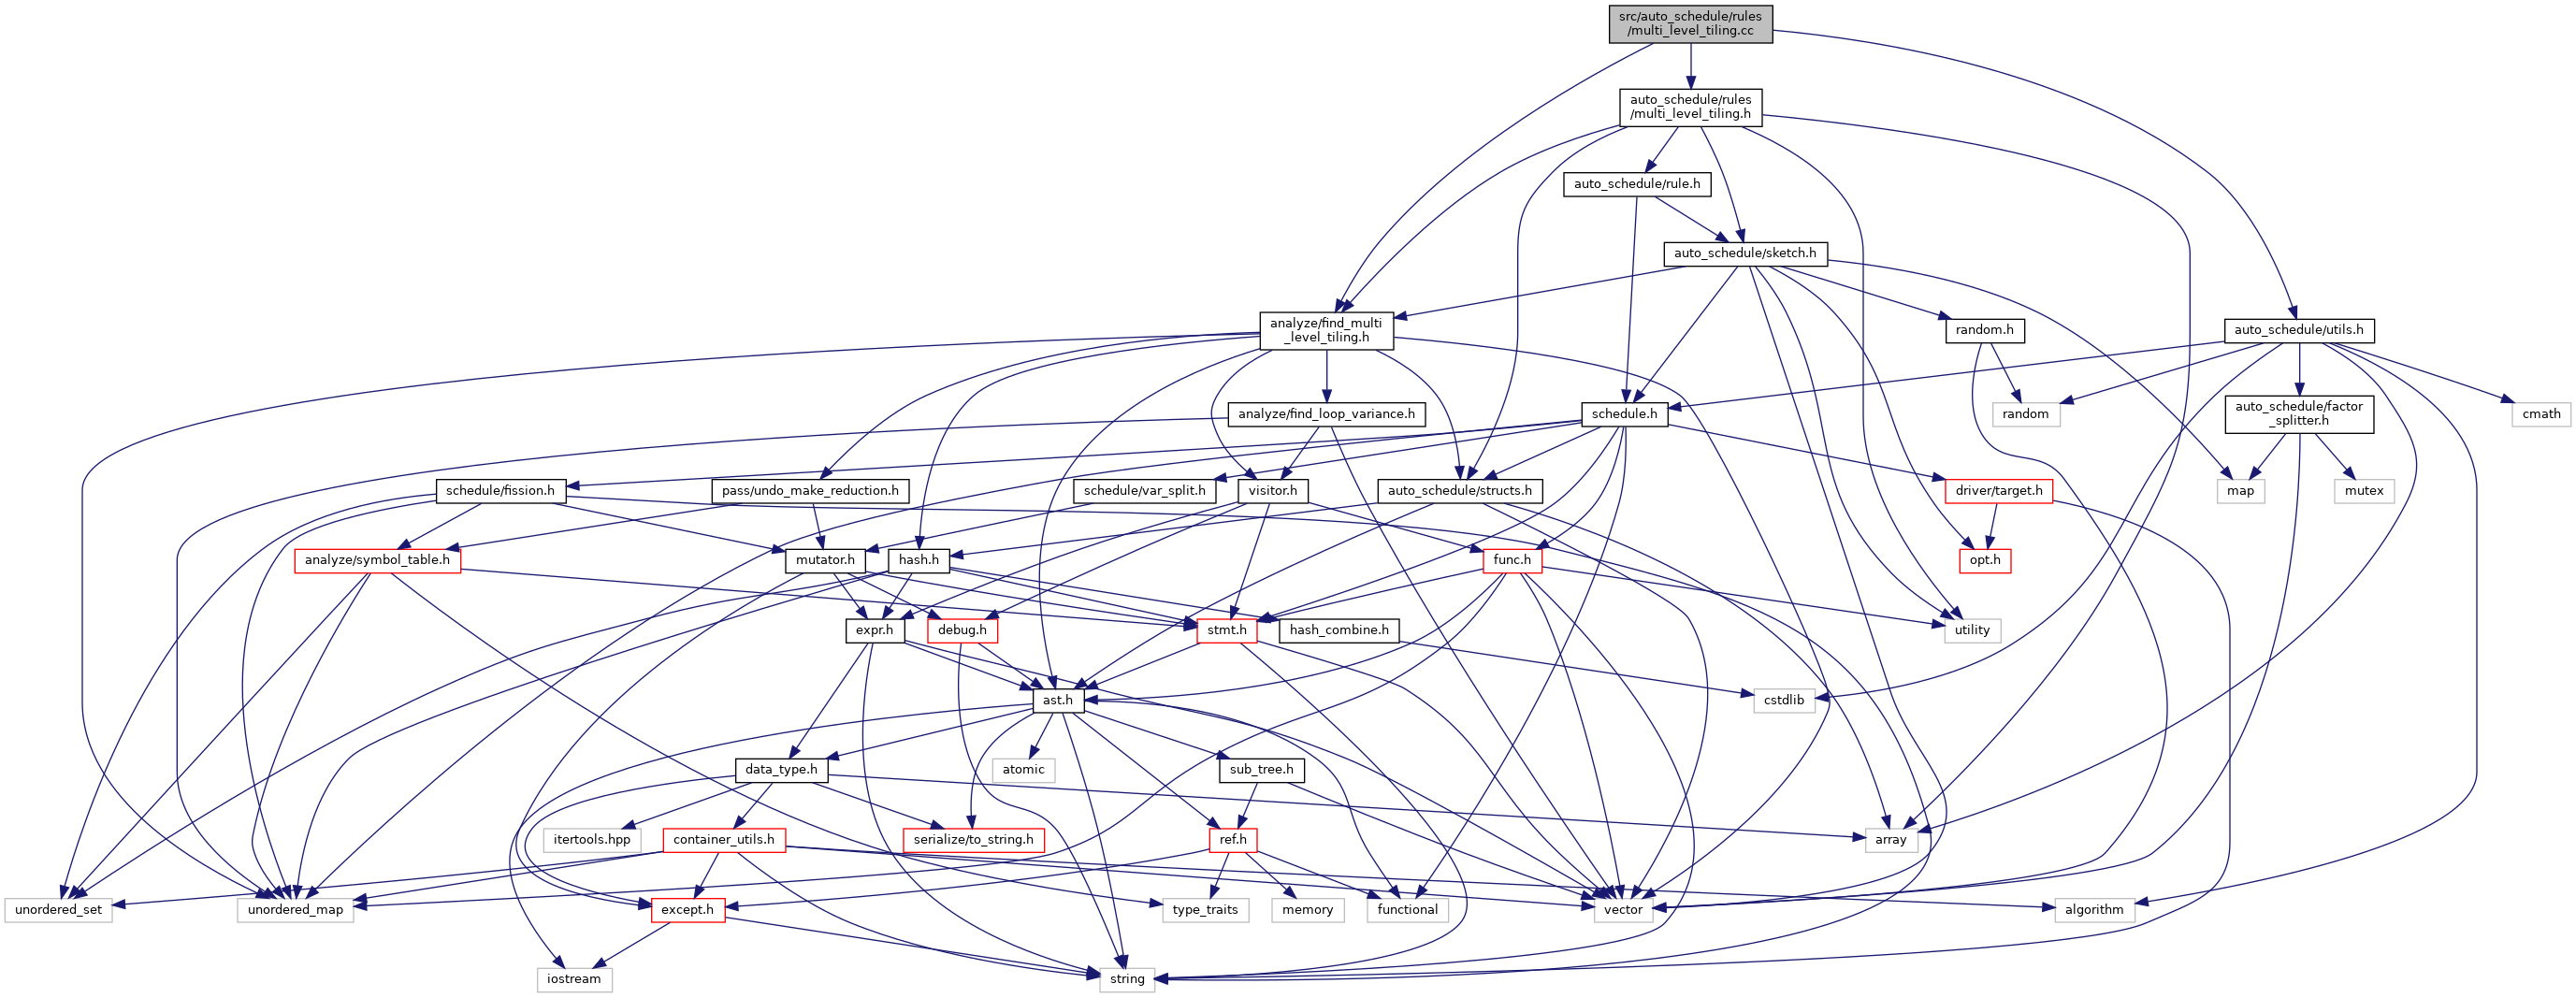 src/auto_schedule/rules
/multi_level_tiling.cc
auto_schedule/rules
/multi_level_tiling.h
auto_schedule/rule.h
auto_schedule/sketch.h
analyze/find_multi
_level_tiling.h
random.h
auto_schedule/utils.h
analyze/find_loop_variance.h
schedule.h
random
auto_schedule/factor
_splitter.h
cmath
schedule/fission.h
pass/undo_make_reduction.h
schedule/var_split.h
visitor.h
auto_schedule/structs.h
driver/target.h
map
mutex
analyze/symbol_table.h
mutator.h
hash.h
func.h
opt.h
expr.h
debug.h
stmt.h
hash_combine.h
utility
ast.h
cstdlib
data_type.h
atomic
sub_tree.h
itertools.hpp
container_utils.h
serialize/to_string.h
ref.h
array
unordered_set
unordered_map
except.h
type_traits
memory
functional
vector
algorithm
iostream
string